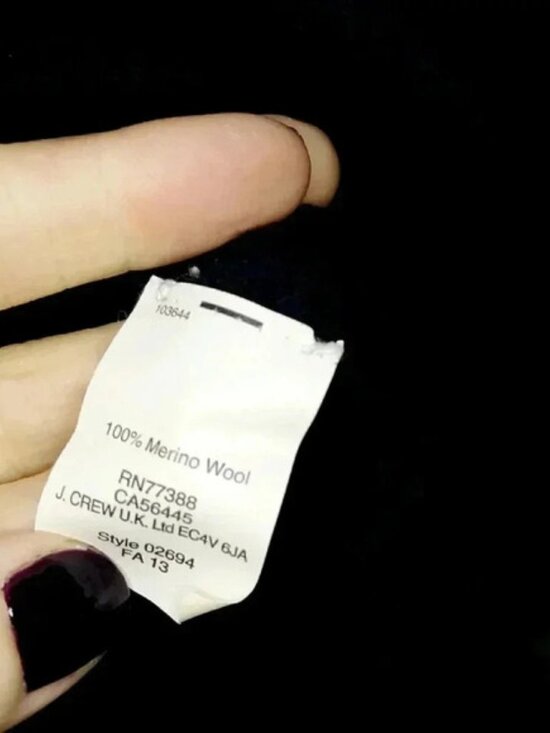 103644
100% Merino Wool
RN77388
CA56445
J. CREW U.K. Ltd EC4V 6JA
Style 02694
FA 13